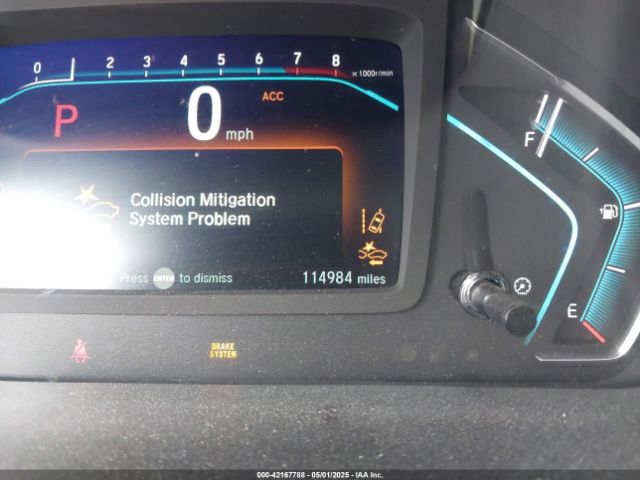 0 2 3 4 5 6 7 8
x1000r/min
ACC
P 0 mph
F
Collision Mitigation
System Problem
Press ENTER to dismiss
114984 miles
E
BRAKE
SYSTEM
000-42167788 - 05/01/2025 - IAA Inc.